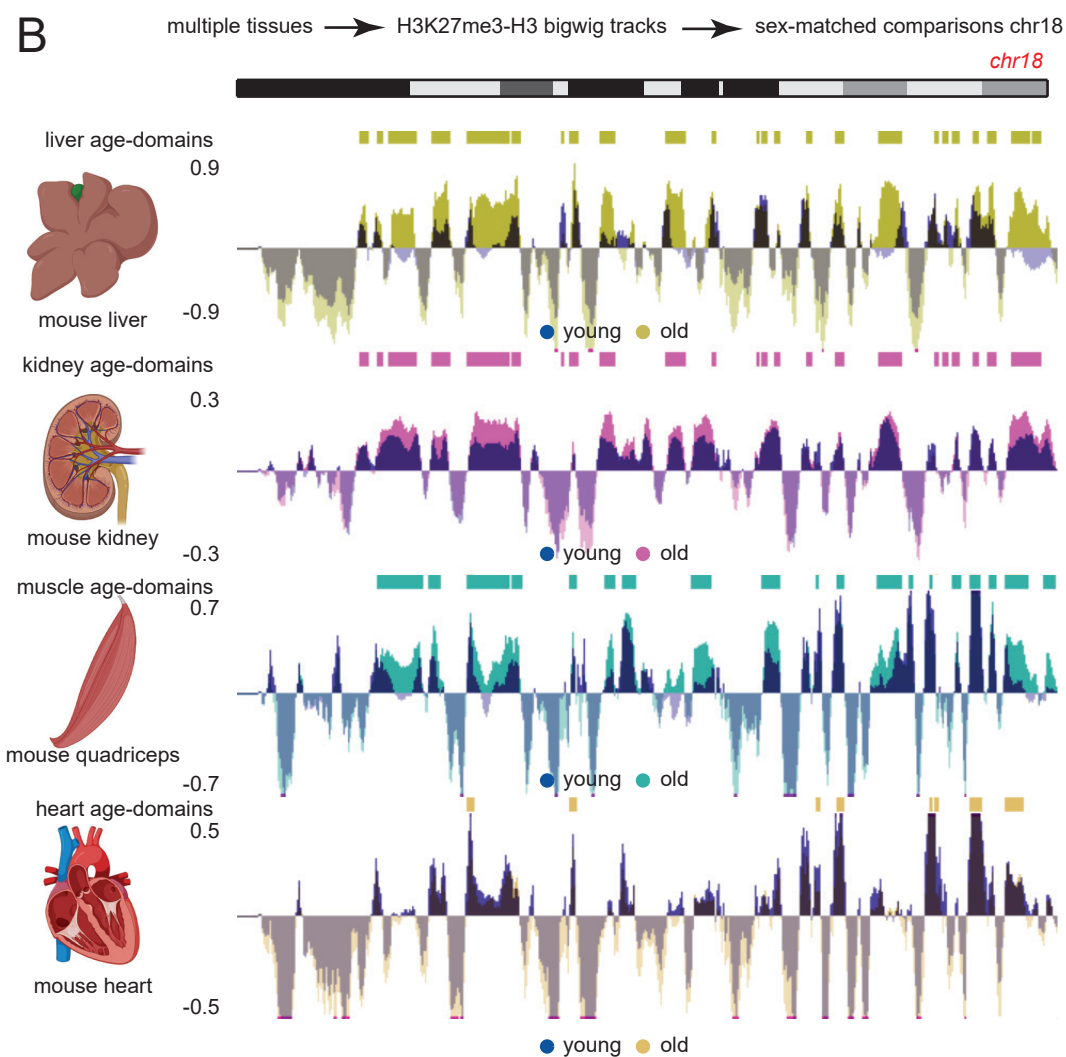 B
multiple tissues H3K27me3-H3 bigwig tracks sex-matched comparisons chr18
chr18
liver age-domains
0.9
mouse liver
-0.9
young old
kidney age-domains
0.3
mouse kidney
-0.3
young old
muscle age-domains
0.7
mouse quadriceps
-0.7
young old
heart age-domains
0.5
mouse heart
-0.5
young old